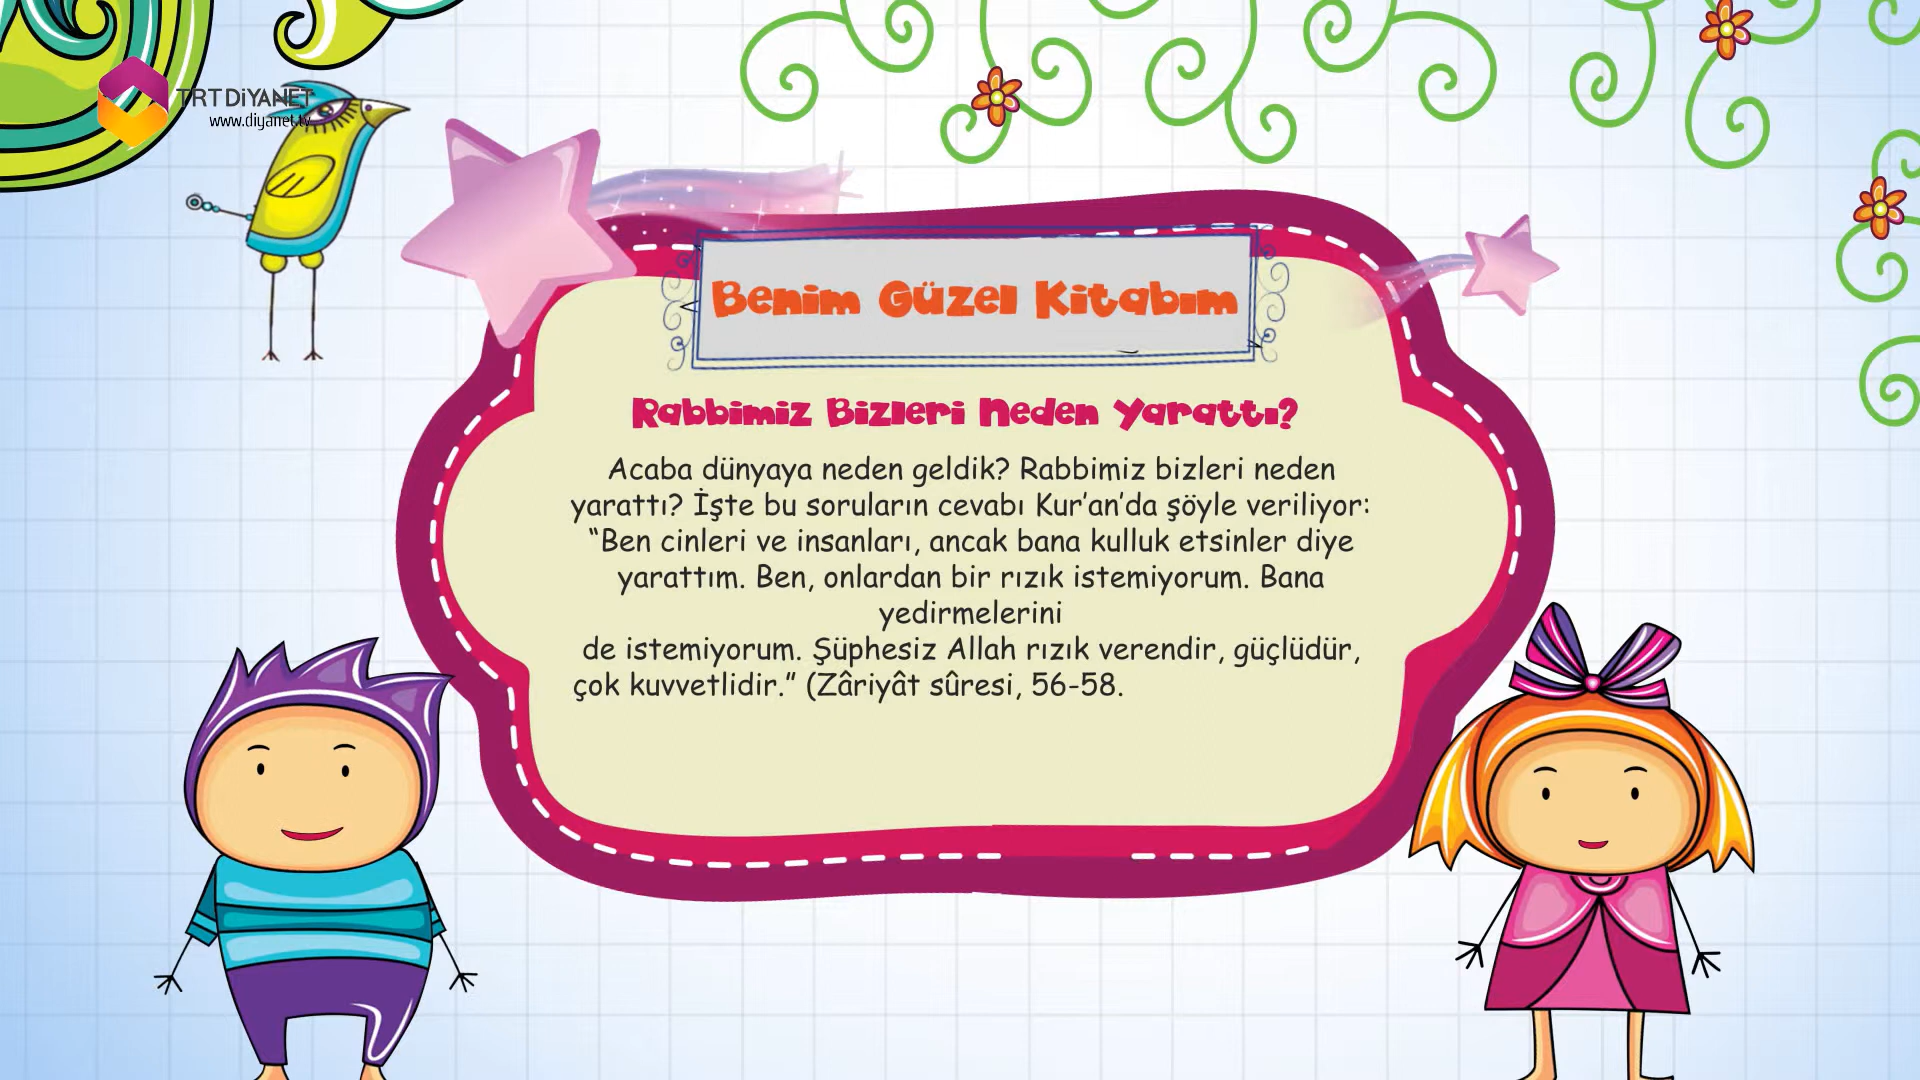 TRT DİYANET
www.diyanet.tv
Benim Güzel Kitabım
Rabbimiz Bizleri Neden Yarattı?
Acaba dünyaya neden geldik? Rabbimiz bizleri neden
yarattı? İşte bu soruların cevabı Kur’an’da şöyle veriliyor:
“Ben cinleri ve insanları, ancak bana kulluk etsinler diye
yarattım. Ben, onlardan bir rızık istemiyorum. Bana
yedirmelerini
de istemiyorum. Şüphesiz Allah rızık verendir, güçlüdür,
çok kuvvetlidir.” (Zâriyât sûresi, 56-58.